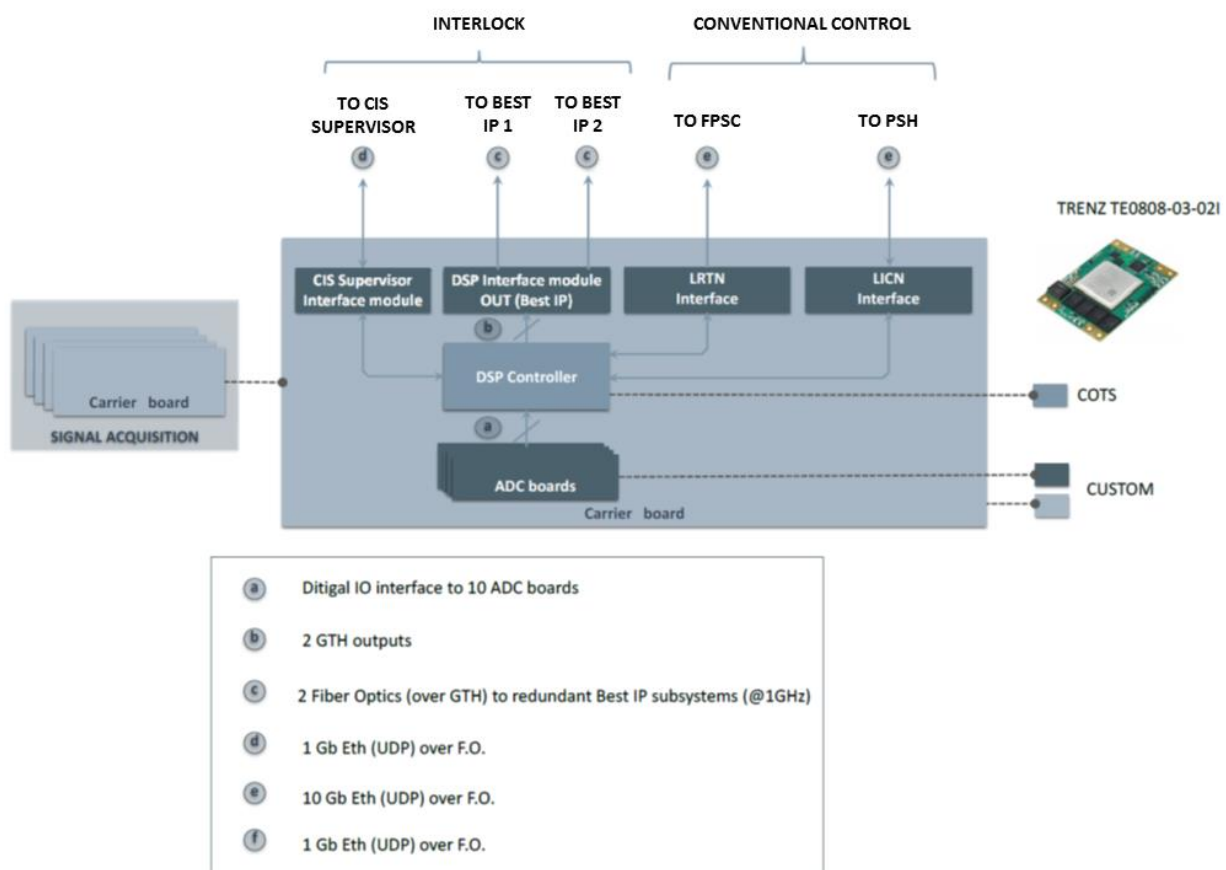 INTERLOCK
CONVENTIONAL CONTROL
TO CIS
SUPERVISOR
TO BEST
IP 1
TO BEST
IP 2
TO FPSC
TO PSH
d
c
c
e
e
TRENZ TE0808-03-02I
CIS Supervisor
Interface module
DSP Interface module
OUT (Best IP)
LRTN
Interface
LICN
Interface
b
DSP Controller
COTS
Carrier board
SIGNAL ACQUISITION
a
ADC boards
CUSTOM
Carrier board
a Ditigal IO interface to 10 ADC boards
b 2 GTH outputs
c 2 Fiber Optics (over GTH) to redundant Best IP subsystems (@1GHz)
d 1 Gb Eth (UDP) over F.O.
e 10 Gb Eth (UDP) over F.O.
f 1 Gb Eth (UDP) over F.O.